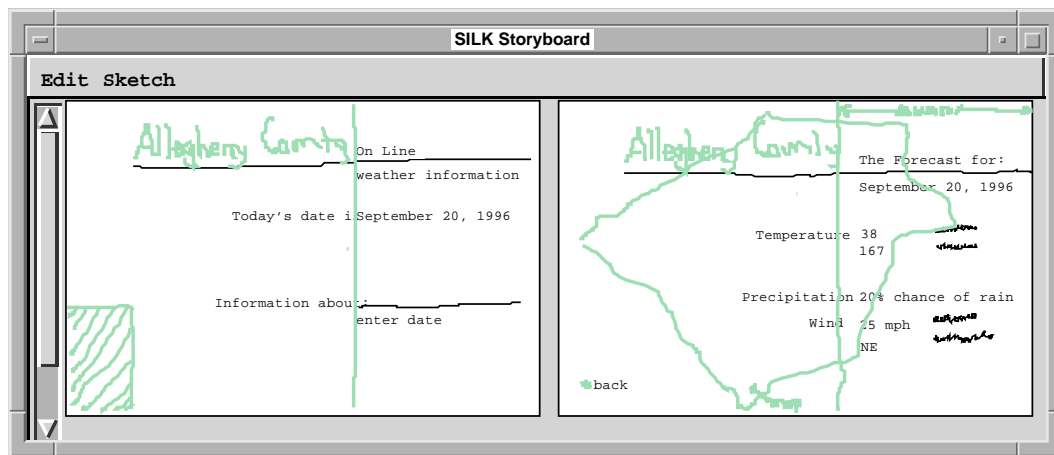 SILK Storyboard
Edit Sketch
Allegheny County
On Line
weather information
Today's date is September 20, 1996
Information about:
enter date
Allegheny County
The Forecast for:
September 20, 1996
Temperature 38
167
Precipitation 20% chance of rain
Wind 25 mph
NE
back